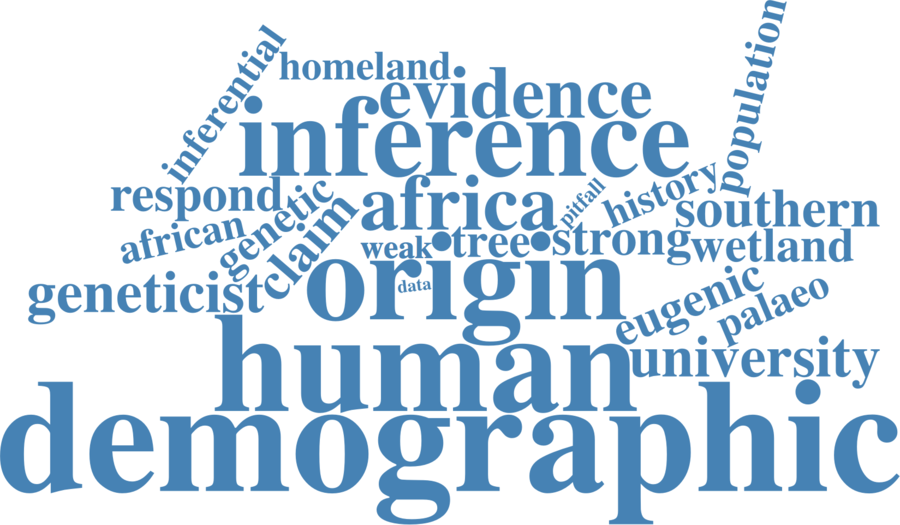 population
inferential
homeland
evidence
inference
respond
genetic
africa
pitfall
history
southern
african
claim
weak
tree
strong
wetland
geneticist
origin
data
eugenic
palaeo
human
university
demographic